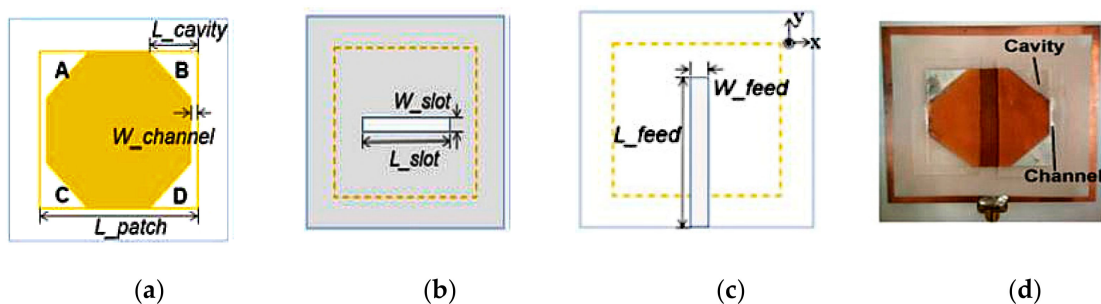 L_cavity
A
B
W_channel
C
D
L_patch
W_slot
L_slot
y
x
W_feed
L_feed
Cavity
Channel
(a)
(b)
(c)
(d)